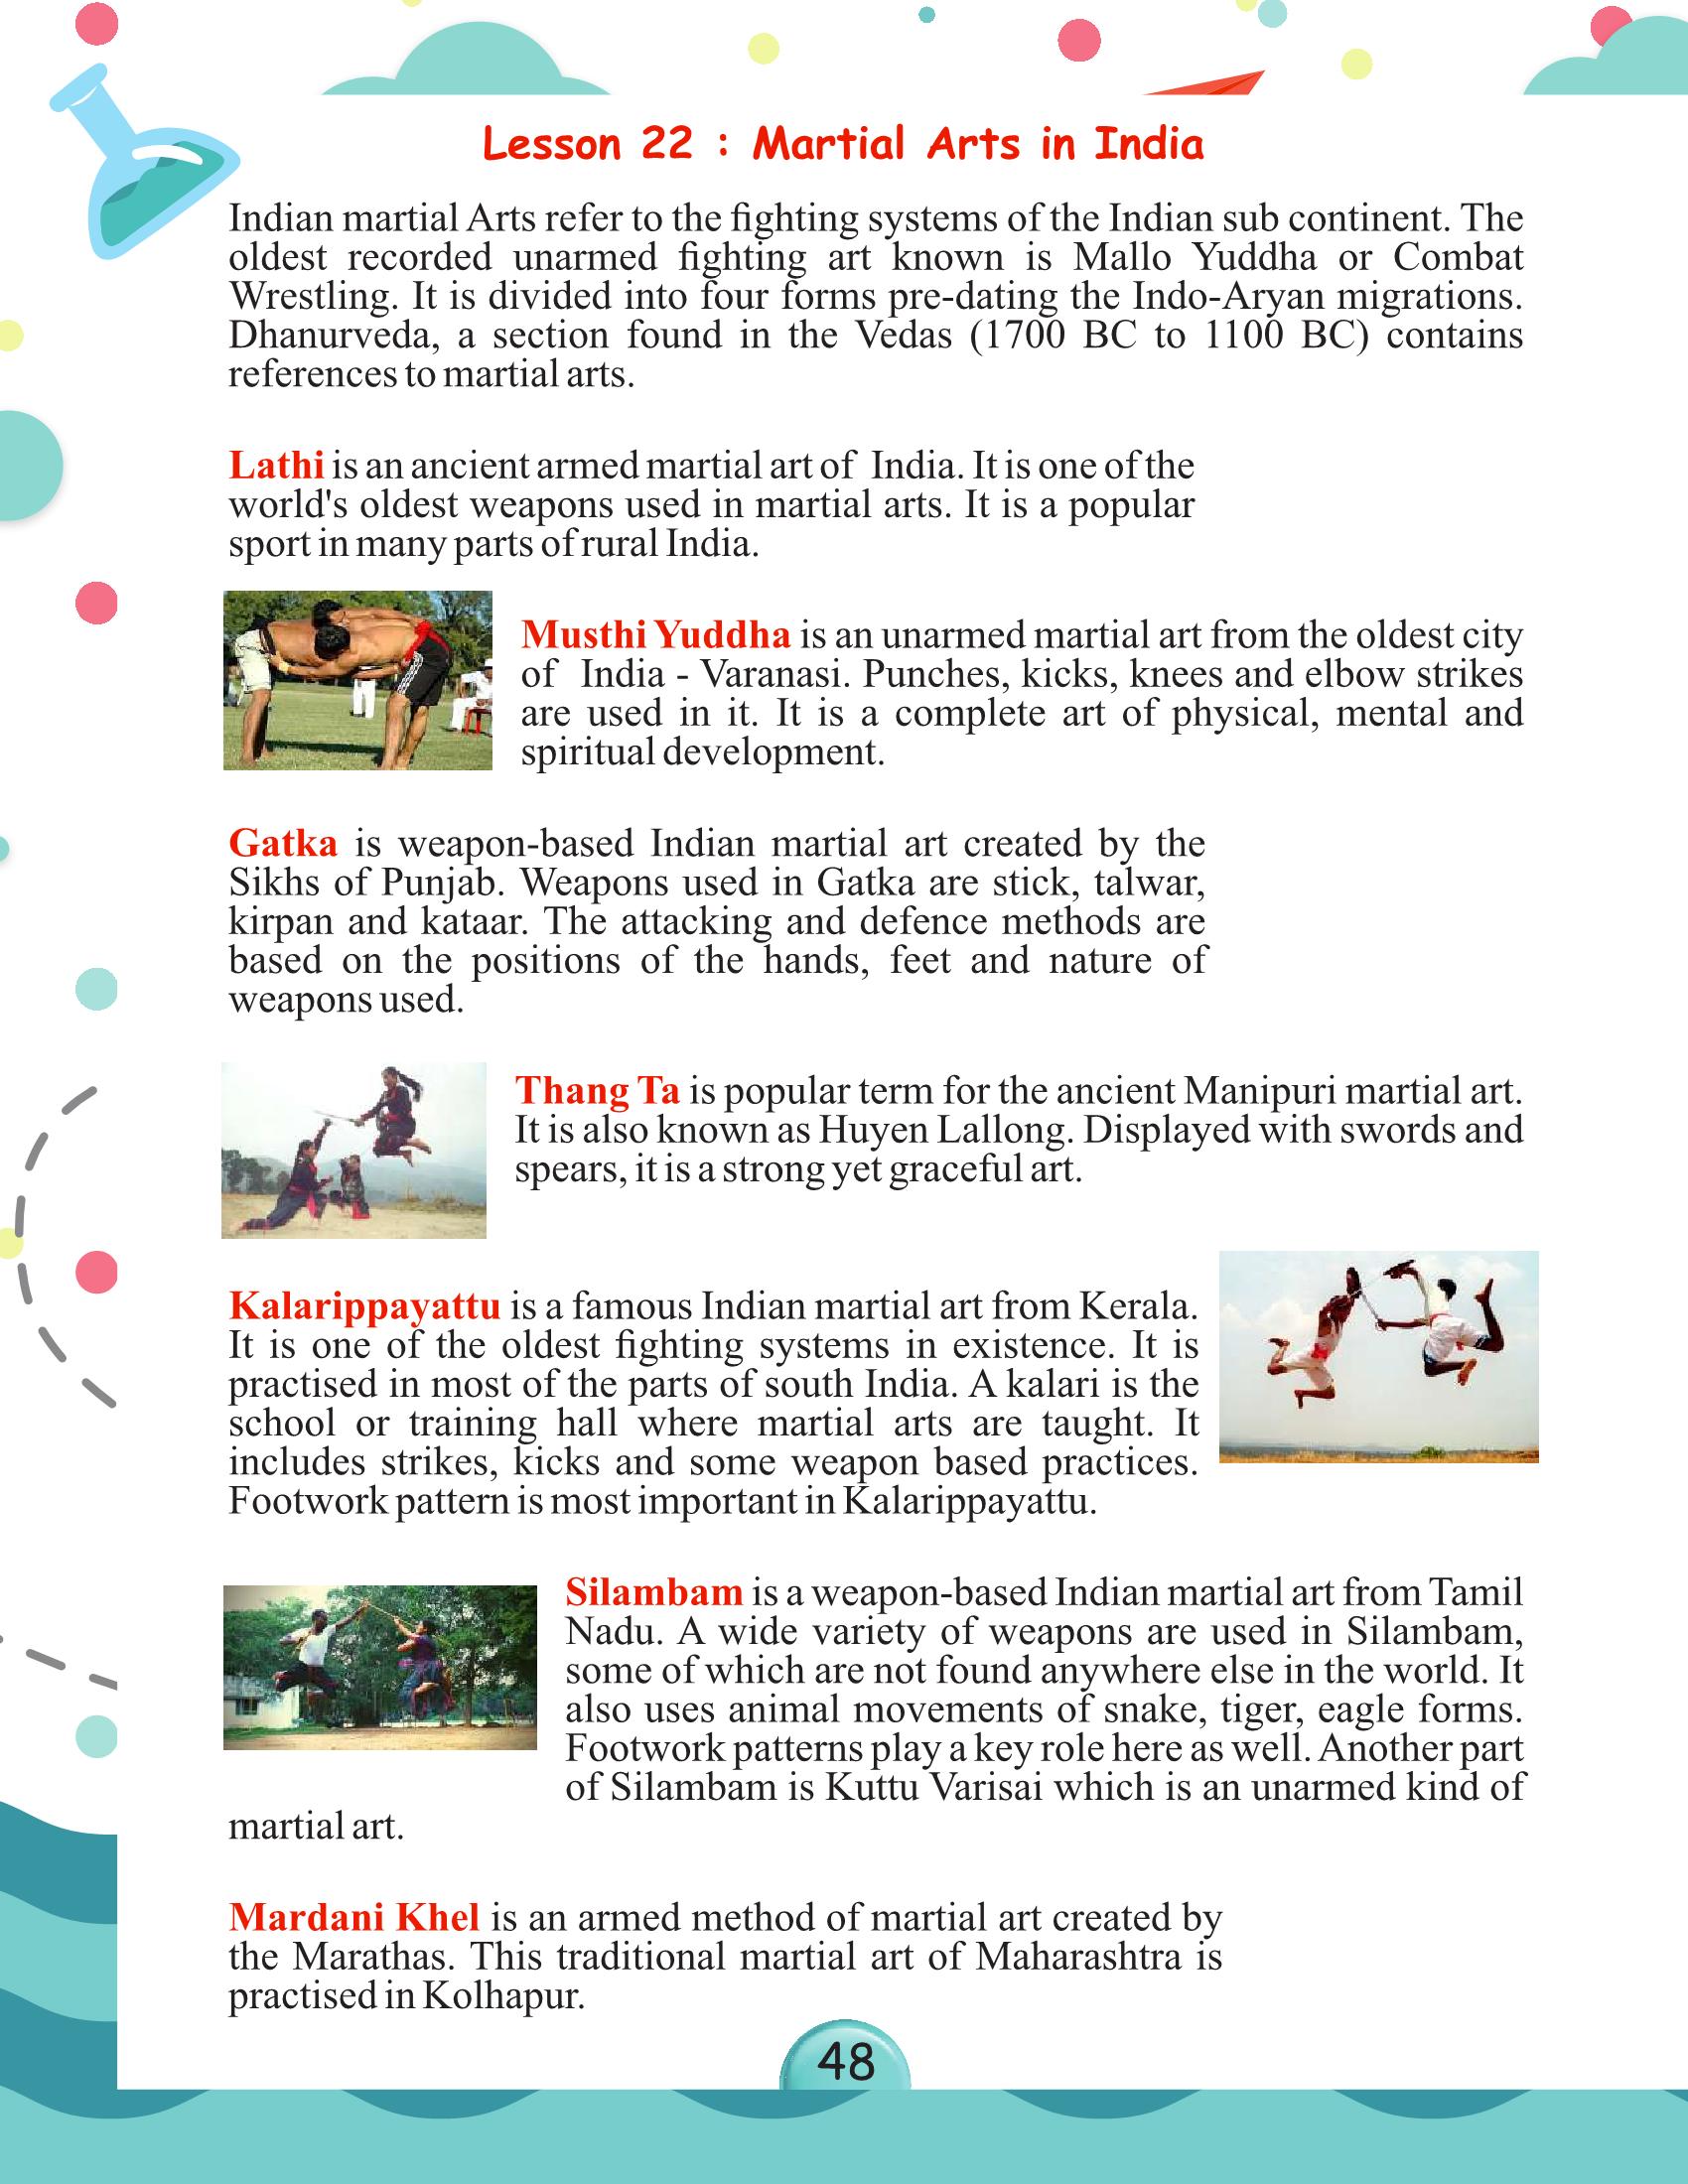 Lesson 22 : Martial Arts in India
Indian martial Arts refer to the fighting systems of the Indian sub continent. The
oldest recorded unarmed fighting art known is Mallo Yuddha or Combat
Wrestling. It is divided into four forms pre-dating the Indo-Aryan migrations.
Dhanurveda, a section found in the Vedas (1700 BC to 1100 BC) contains
references to martial arts.
Lathi is an ancient armed martial art of India. It is one of the
world's oldest weapons used in martial arts. It is a popular
sport in many parts of rural India.
Musthi Yuddha is an unarmed martial art from the oldest city
of India - Varanasi. Punches, kicks, knees and elbow strikes
are used in it. It is a complete art of physical, mental and
spiritual development.
Gatka is weapon-based Indian martial art created by the
Sikhs of Punjab. Weapons used in Gatka are stick, talwar,
kirpan and kataar. The attacking and defence methods are
based on the positions of the hands, feet and nature of
weapons used.
Thang Ta is popular term for the ancient Manipuri martial art.
It is also known as Huyen Lallong. Displayed with swords and
spears, it is a strong yet graceful art.
Kalarippayattu is a famous Indian martial art from Kerala.
It is one of the oldest fighting systems in existence. It is
practised in most of the parts of south India. A kalari is the
school or training hall where martial arts are taught. It
includes strikes, kicks and some weapon based practices.
Footwork pattern is most important in Kalarippayattu.
Silambam is a weapon-based Indian martial art from Tamil
Nadu. A wide variety of weapons are used in Silambam,
some of which are not found anywhere else in the world. It
also uses animal movements of snake, tiger, eagle forms.
Footwork patterns play a key role here as well. Another part
of Silambam is Kuttu Varisai which is an unarmed kind of
martial art.
Mardani Khel is an armed method of martial art created by
the Marathas. This traditional martial art of Maharashtra is
practised in Kolhapur.
48